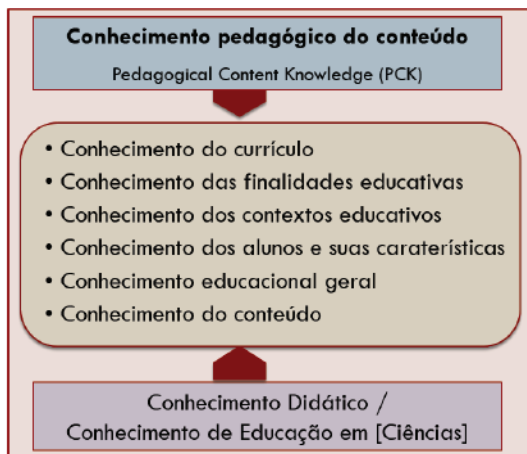 Conhecimento pedagógico do conteúdo
Pedagogical Content Knowledge (PCK)
• Conhecimento do currículo
• Conhecimento das finalidades educativas
• Conhecimento dos contextos educativos
• Conhecimento dos alunos e suas caraterísticas
• Conhecimento educacional geral
• Conhecimento do conteúdo
Conhecimento Didático /
Conhecimento de Educação em [Ciências]